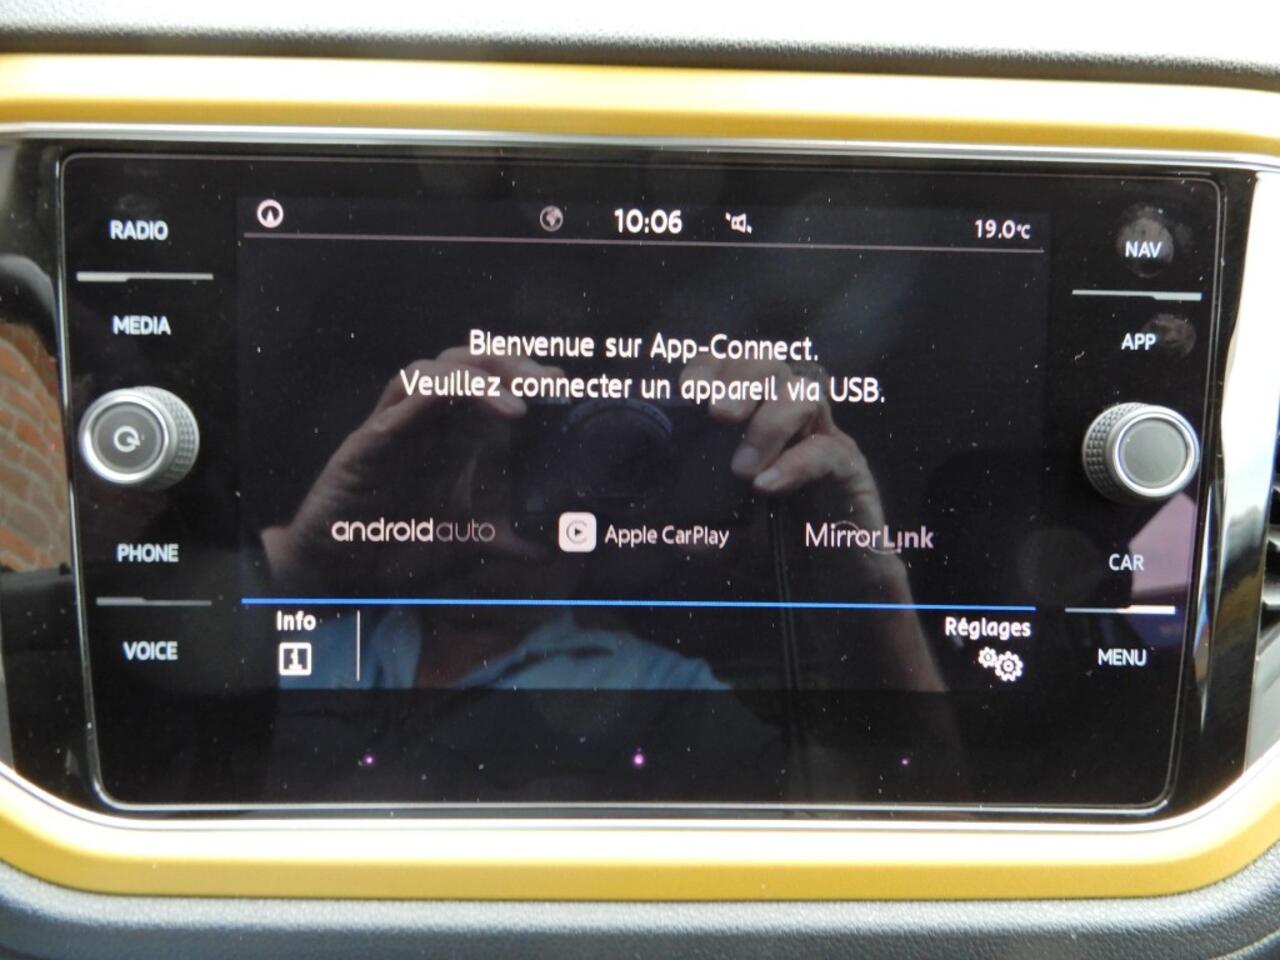 RADIO
MEDIA
PHONE
VOICE
10:06
19.0°C
Bienvenue sur App-Connect.
Veuillez connecter un appareil via USB.
androidauto
Apple CarPlay
MirrorLink
Info
Réglages
NAV
APP
CAR
MENU